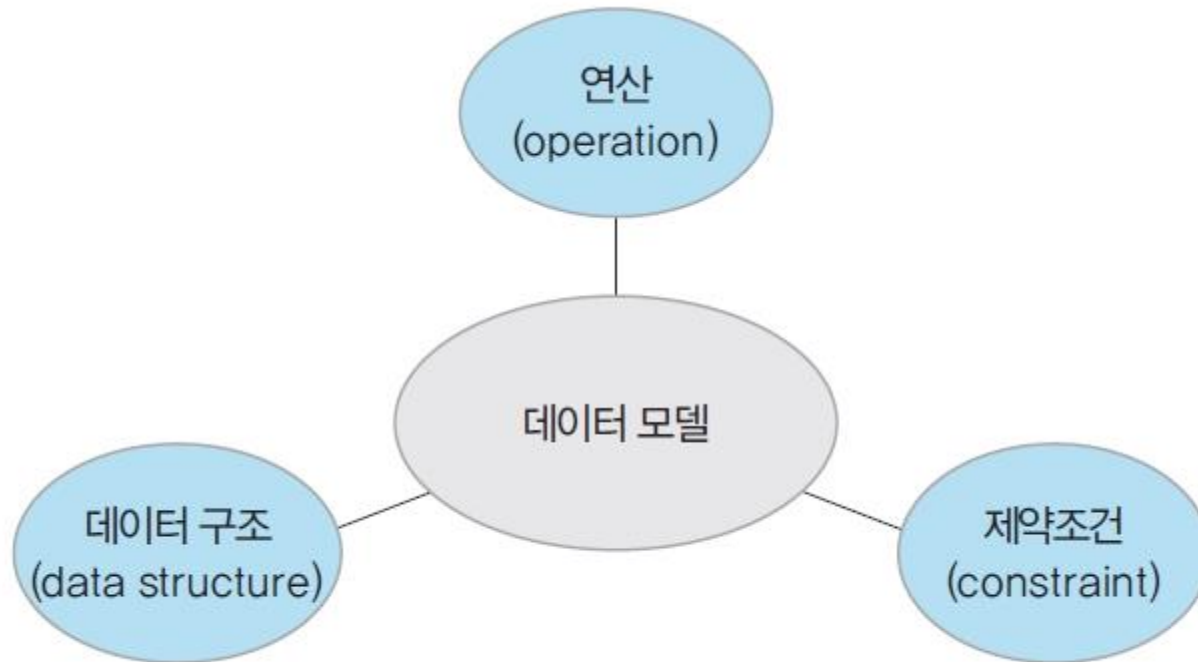 연산
(operation)
데이터 모델
데이터 구조
(data structure)
제약조건
(constraint)